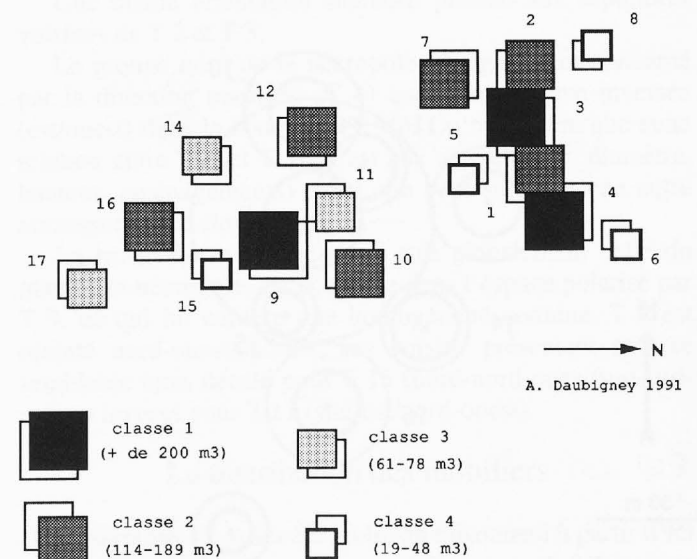 2
8
7
12
3
14
5
11
16
4
1
17
10
6
15
9
N
A. Daubigney 1991
classe 1
(+ de 200 m3)
classe 3
(61-78 m3)
classe 2
(114-189 m3)
classe 4
(19-48 m3)